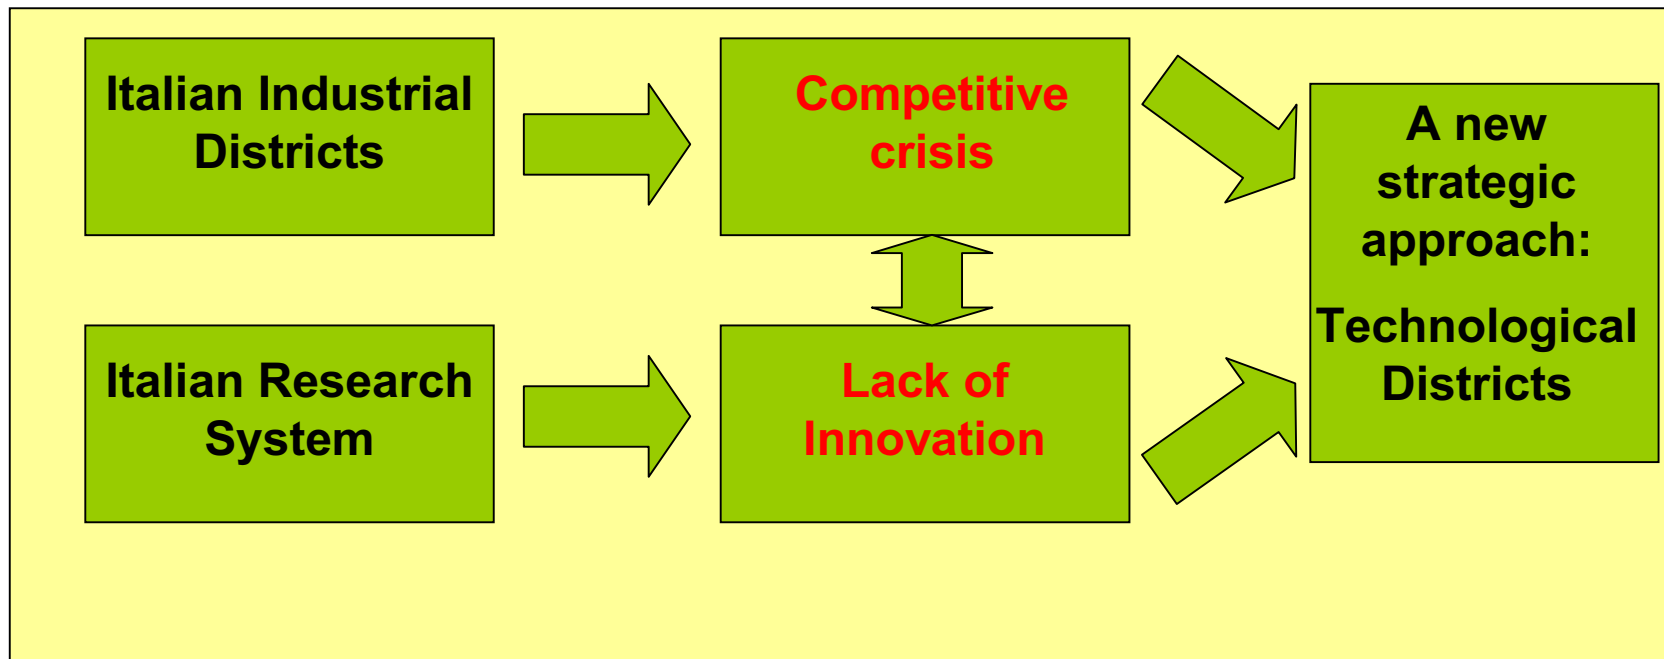 Italian Industrial
Districts
Competitive
crisis
A new
strategic
approach:
Technological
Districts
Italian Research
System
Lack of
Innovation